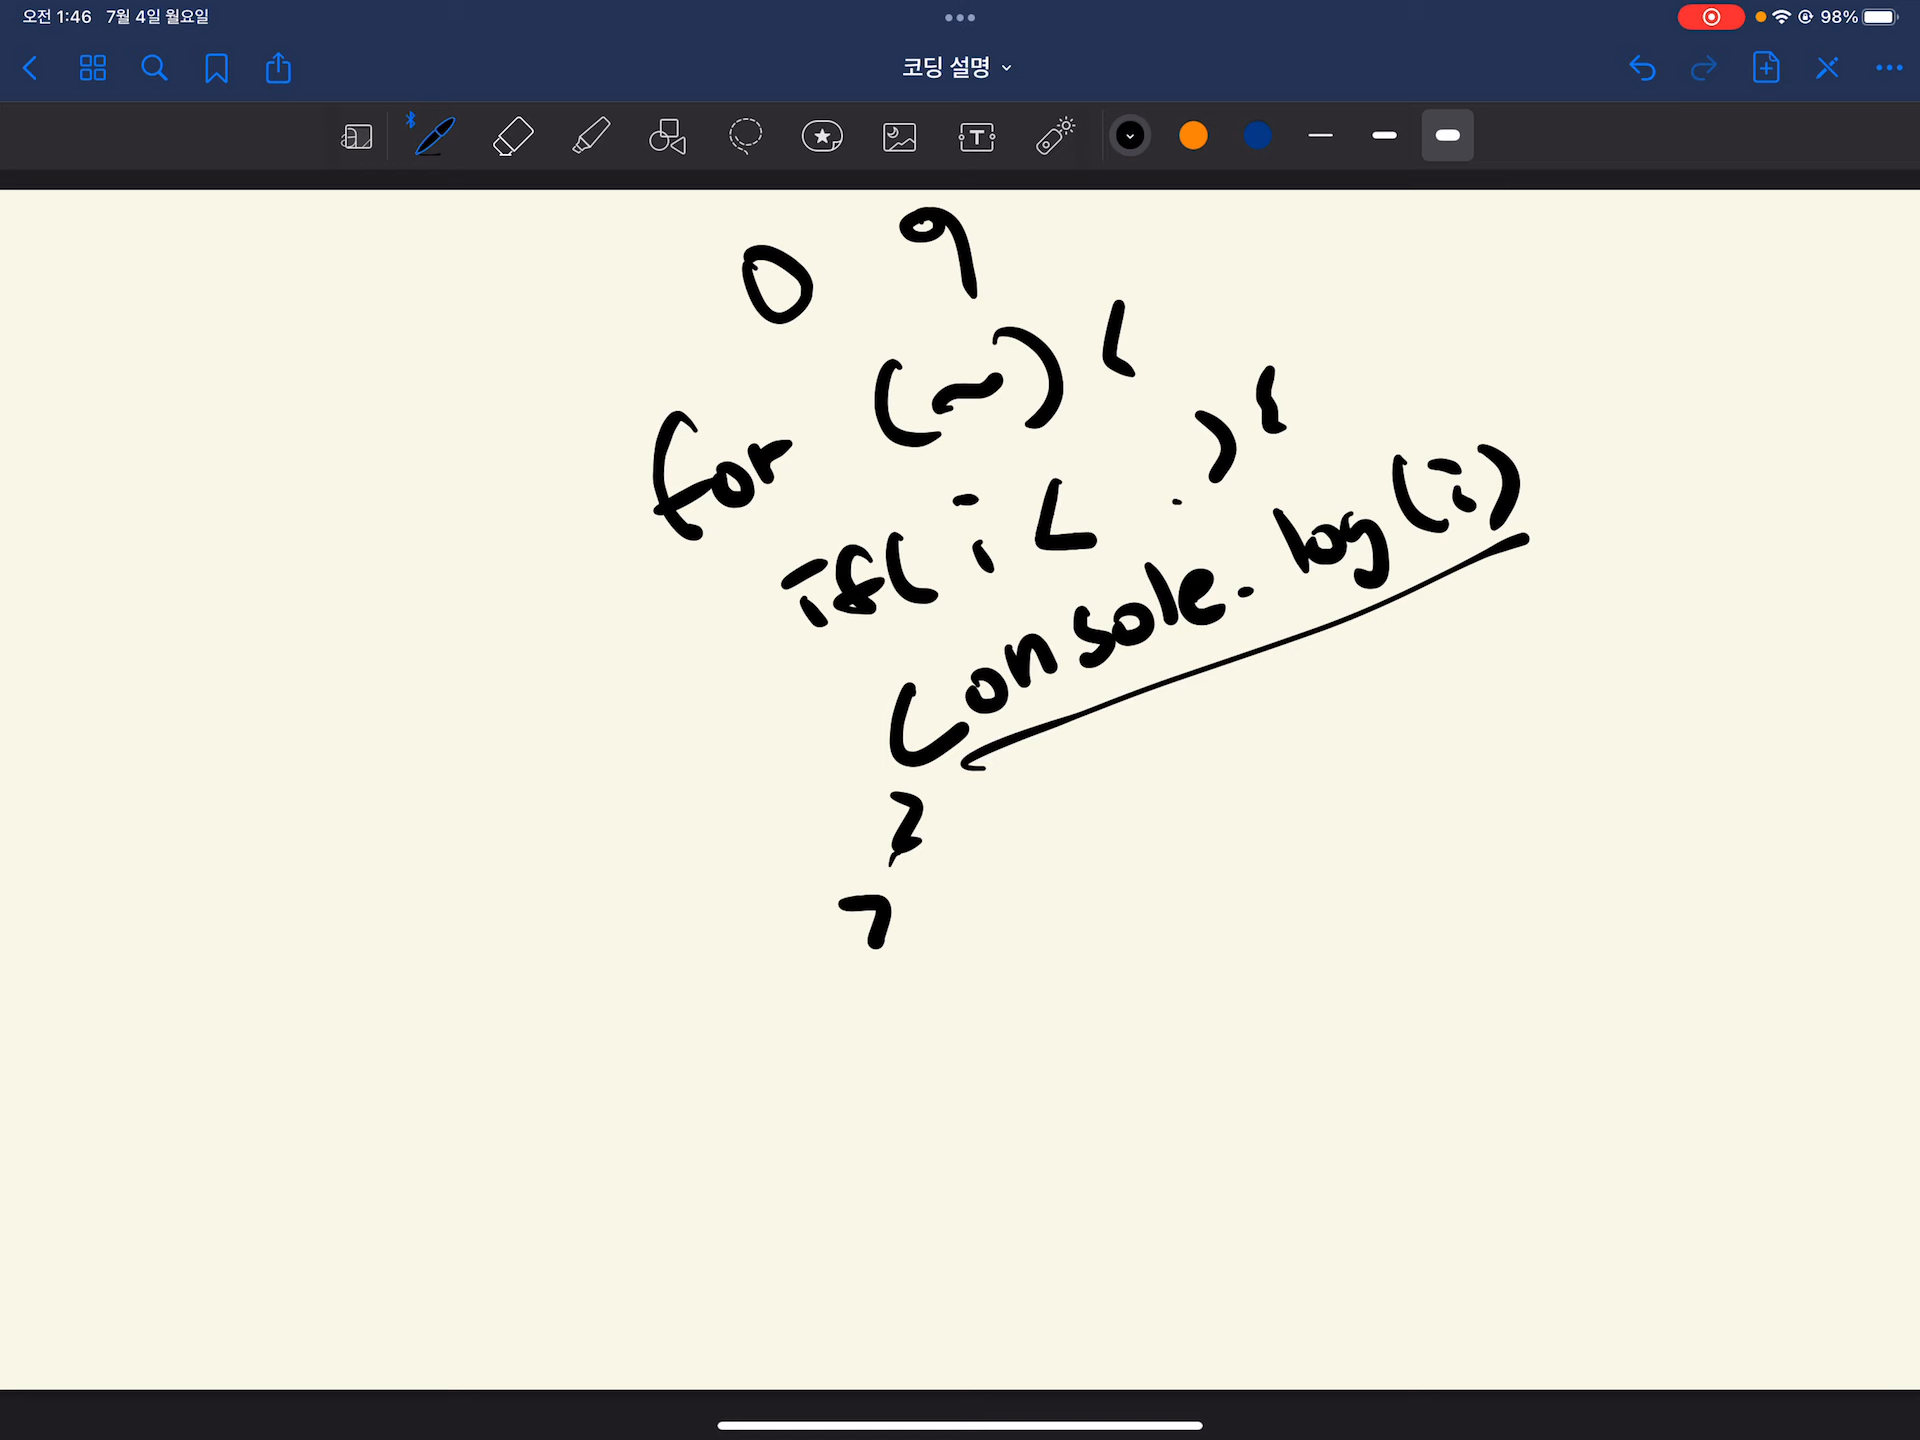 오전 1:46 7월 4일 월요일
98%
코딩 설명
T
0 9
for (~) {
if( i < . ) {
Console. log (i)
}
}